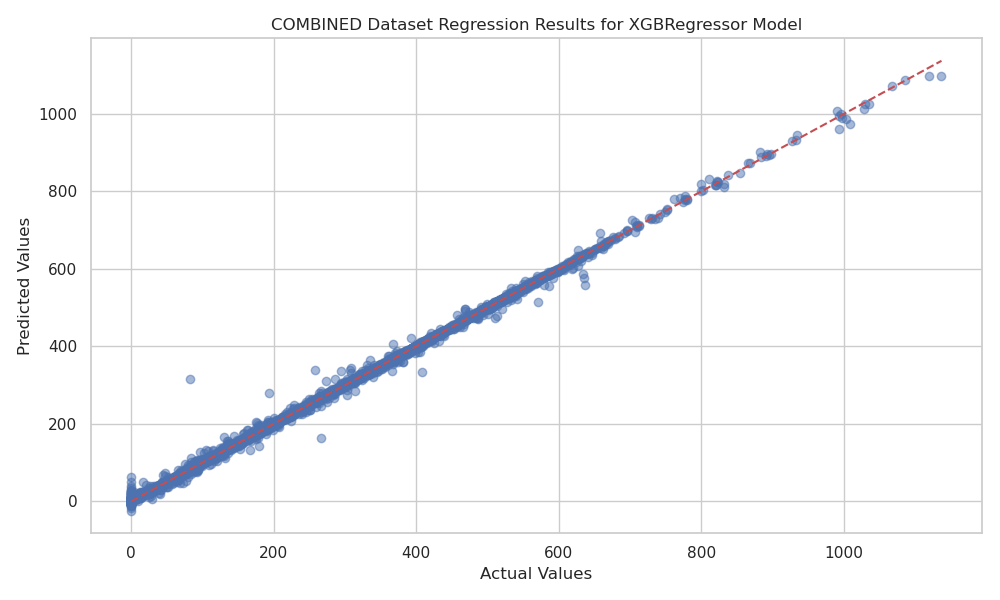 COMBINED Dataset Regression Results for XGBRegressor Model
Predicted Values
1000
800
600
400
200
0
0 200 400 600 800 1000
Actual Values